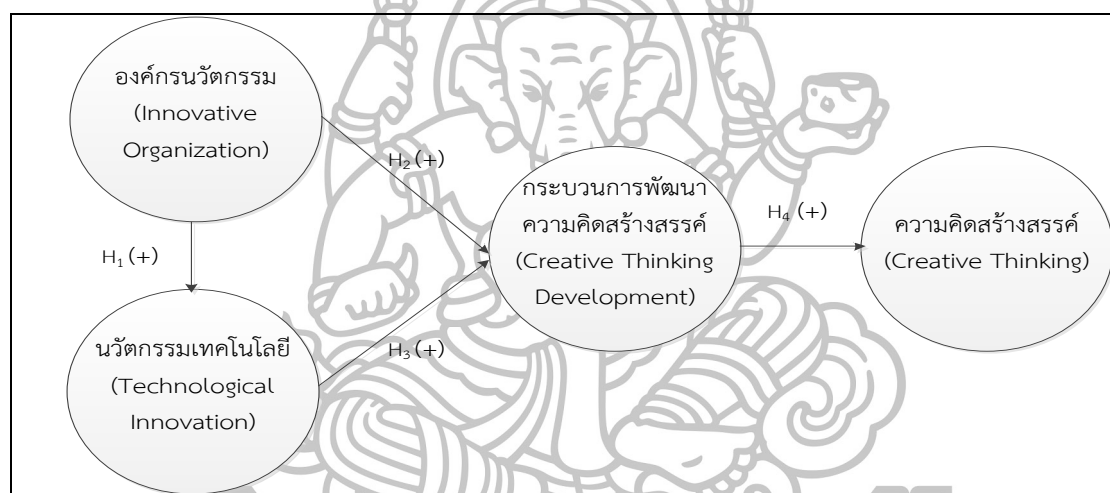 องค์กรนวัตกรรม
(Innovative
Organization)
H₂ (+)
กระบวนการพัฒนา
ความคิดสร้างสรรค์
(Creative Thinking
Development)
H₄ (+)
ความคิดสร้างสรรค์
(Creative Thinking)
H₁ (+)
นวัตกรรมเทคโนโลยี
(Technological
Innovation)
H₃ (+)